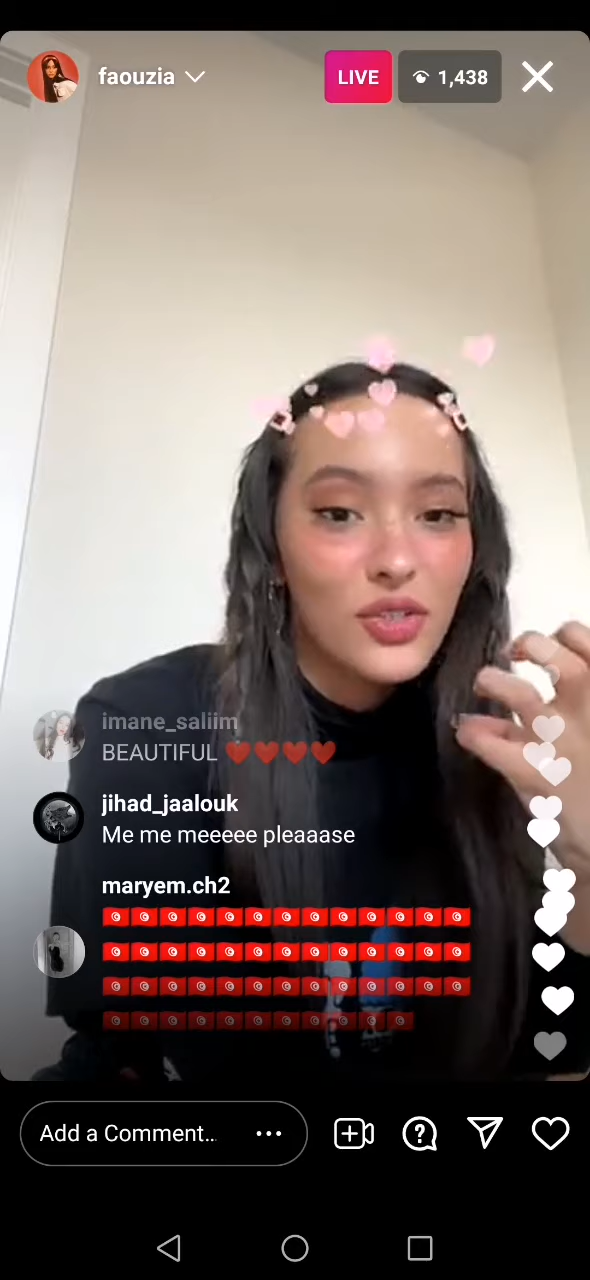 faouzia
LIVE
1,438
imane_saliim
BEAUTIFUL ❤️❤️❤️❤️
jihad_jaalouk
Me me meeeee pleaaase
maryem.ch2
🇹🇳🇹🇳🇹🇳🇹🇳🇹🇳🇹🇳🇹🇳🇹🇳🇹🇳🇹🇳🇹🇳🇹🇳🇹🇳
🇹🇳🇹🇳🇹🇳🇹🇳🇹🇳🇹🇳🇹🇳🇹🇳🇹🇳🇹🇳🇹🇳🇹🇳🇹🇳
🇹🇳🇹🇳🇹🇳🇹🇳🇹🇳🇹🇳🇹🇳🇹🇳🇹🇳🇹🇳🇹🇳🇹🇳🇹🇳
🇹🇳🇹🇳🇹🇳🇹🇳🇹🇳🇹🇳🇹🇳🇹🇳🇹🇳🇹🇳🇹🇳
Add a Comment...